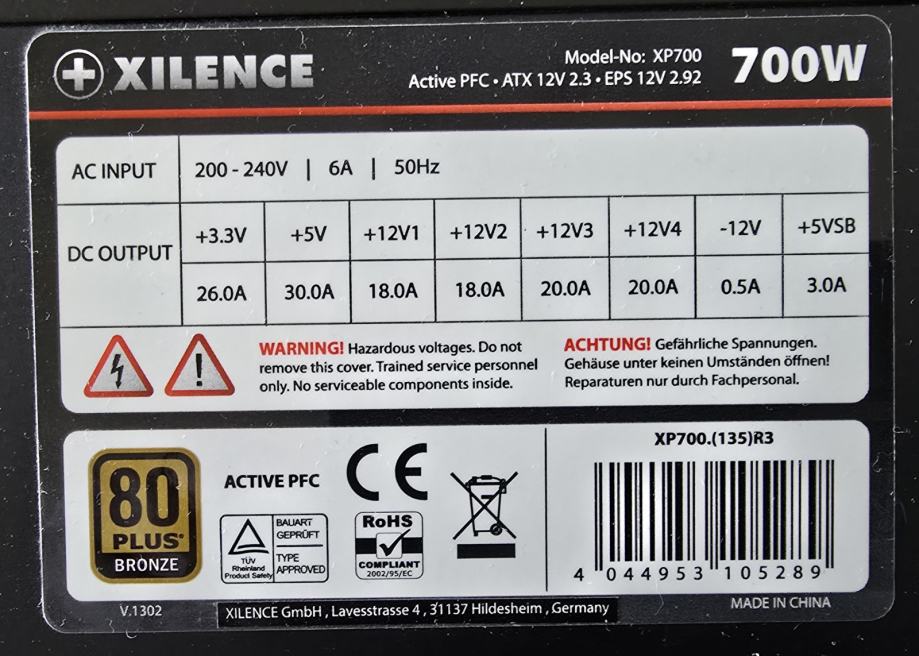 XILENCE
Model-No: XP700
Active PFC • ATX 12V 2.3 • EPS 12V 2.92
700W
AC INPUT 200 - 240V | 6A | 50Hz
DC OUTPUT
+3.3V +5V +12V1 +12V2 +12V3 +12V4 -12V +5VSB
26.0A 30.0A 18.0A 18.0A 20.0A 20.0A 0.5A 3.0A
WARNING! Hazardous voltages. Do not
remove this cover. Trained service personnel
only. No serviceable components inside.
ACHTUNG! Gefährliche Spannungen.
Gehäuse unter keinen Umständen öffnen!
Reparaturen nur durch Fachpersonal.
80
PLUS®
BRONZE
ACTIVE PFC
CE
TÜV
Rheinland
Product Safety
BAUART
GEPRÜFT
TYPE
APPROVED
RoHS
COMPLIANT
2002/95/EC
XP700.(135)R3
4 044953 105289
V.1302
XILENCE GmbH , Lavesstrasse 4 , 31137 Hildesheim , Germany
MADE IN CHINA